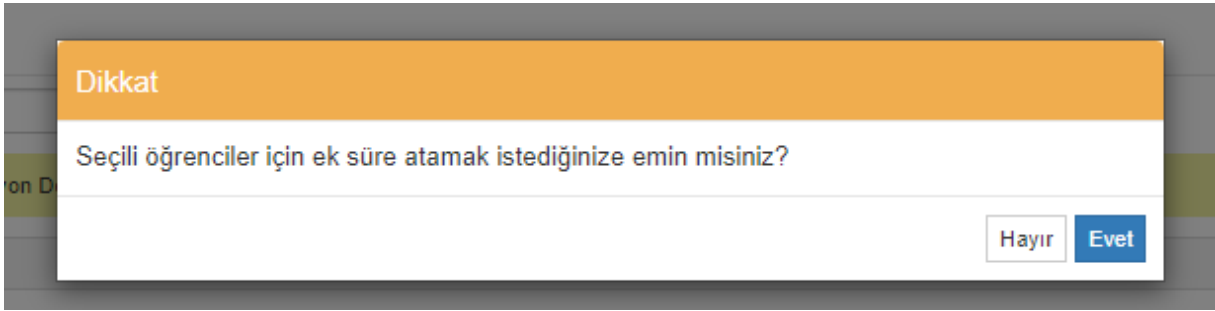 Dikkat
Seçili öğrenciler için ek süre atamak istediğinize emin misiniz?
Hayır Evet